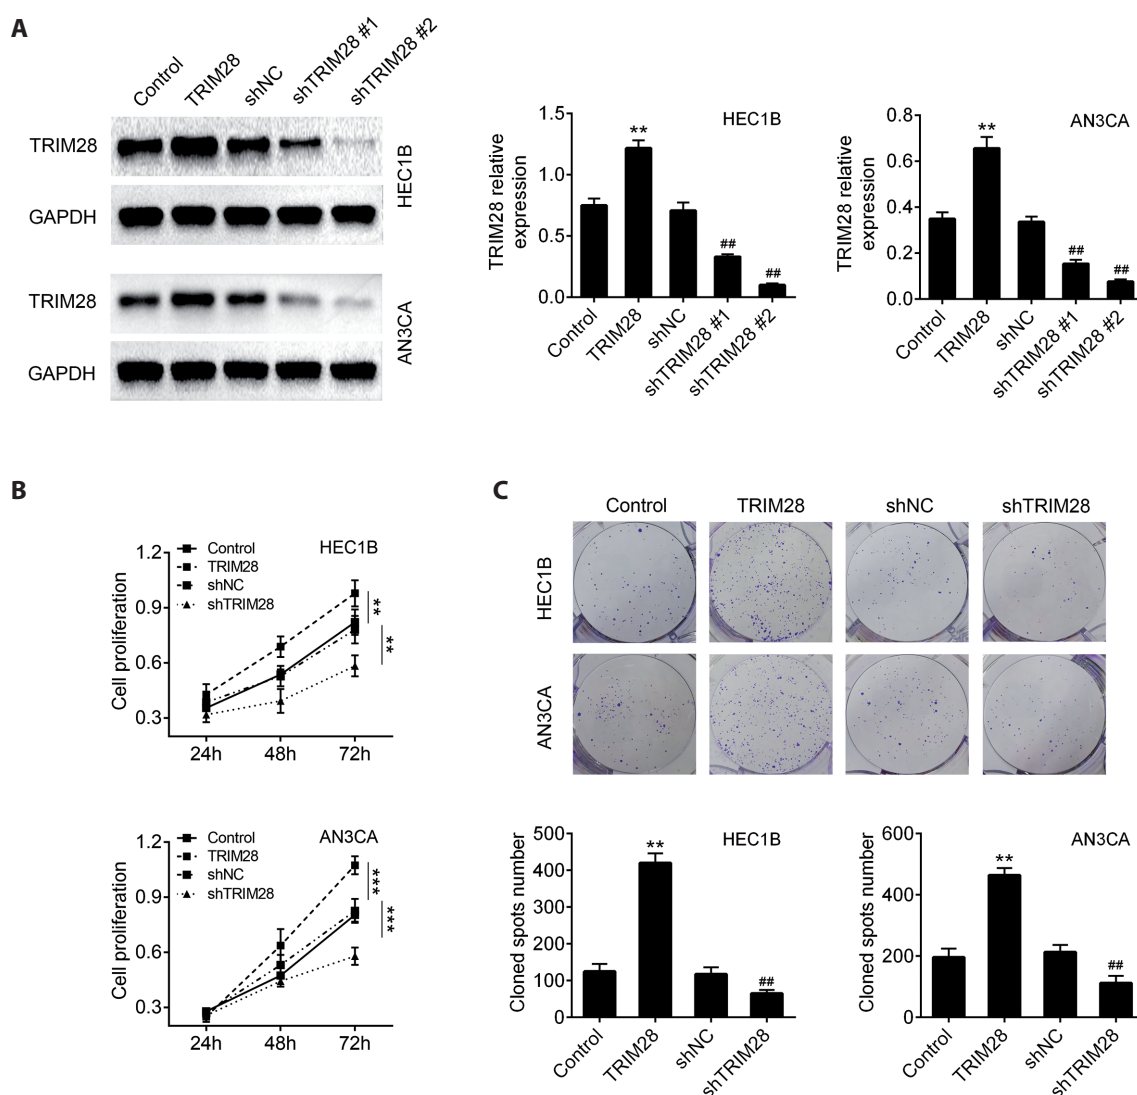 A
Control
TRIM28
shNC
shTRIM28 #1
shTRIM28 #2
TRIM28
GAPDH
HEC1B
TRIM28
GAPDH
AN3CA
HEC1B
TRIM28 relative
expression
1.5
1.0
0.5
0.0
**
##
##
Control
TRIM28
shNC
shTRIM28 #1
shTRIM28 #2
AN3CA
TRIM28 relative
expression
0.8
0.6
0.4
0.2
0.0
**
##
##
Control
TRIM28
shNC
shTRIM28 #1
shTRIM28 #2
B
HEC1B
Control
TRIM28
shNC
shTRIM28
Cell proliferation
1.2
0.9
0.6
0.3
**
**
24h
48h
72h
AN3CA
Control
TRIM28
shNC
shTRIM28
Cell proliferation
1.2
0.9
0.6
0.3
***
***
24h
48h
72h
C
Control
TRIM28
shNC
shTRIM28
HEC1B
AN3CA
HEC1B
Cloned spots number
500
400
300
200
100
0
**
##
Control
TRIM28
shNC
shTRIM28
AN3CA
Cloned spots number
600
400
200
0
**
##
Control
TRIM28
shNC
shTRIM28